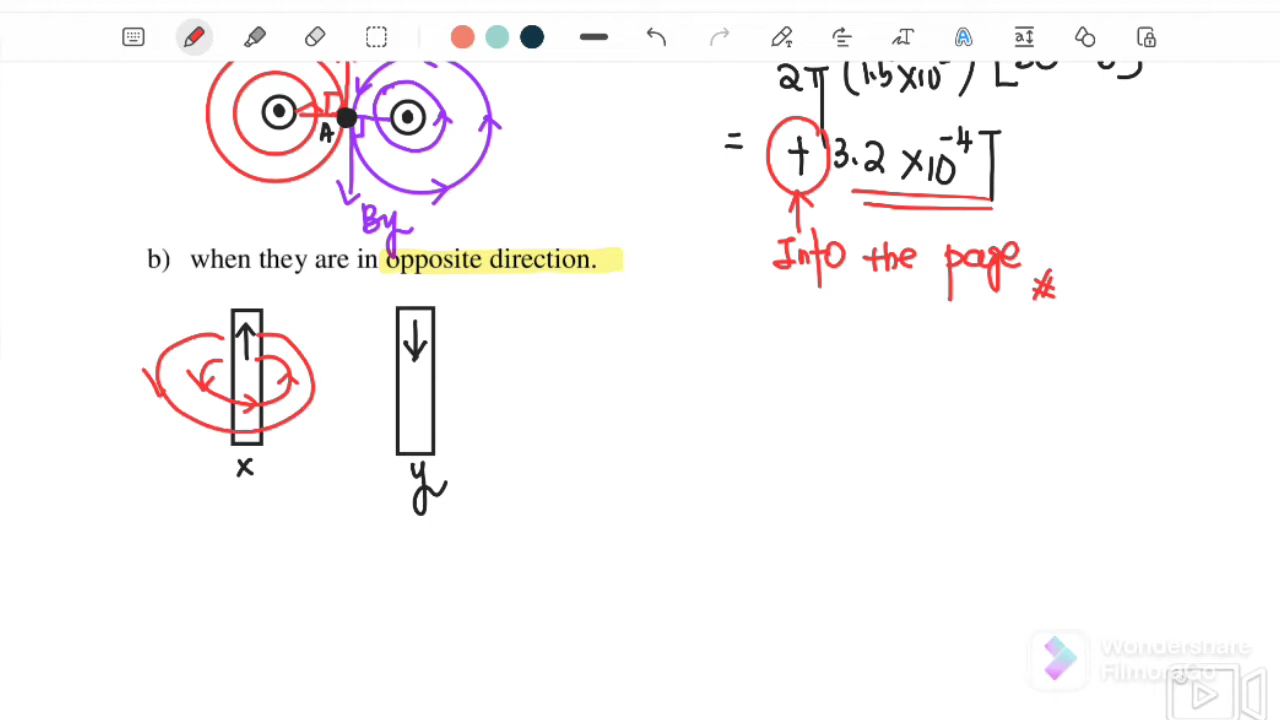 2π (1.5 × 10
= + 3.2 × 10⁻⁴ T
Into the page #
A
By
b) when they are in opposite direction.
x
y
Wondershare
FilmoraGo